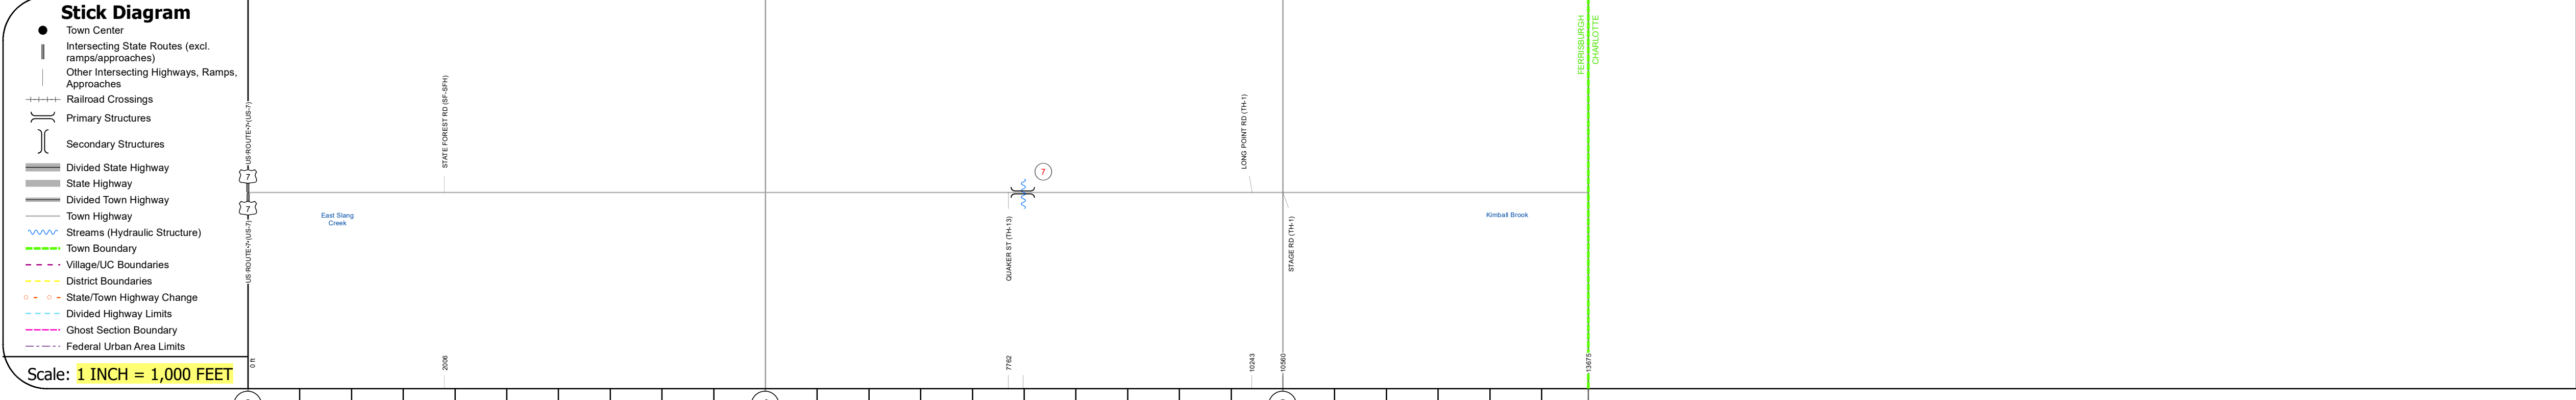 Stick Diagram
Town Center
Intersecting State Routes (excl.
ramps/approaches)
Other Intersecting Highways, Ramps,
Approaches
Railroad Crossings
Primary Structures
Secondary Structures
Divided State Highway
State Highway
Divided Town Highway
Town Highway
Streams (Hydraulic Structure)
Town Boundary
Village/UC Boundaries
District Boundaries
State/Town Highway Change
Divided Highway Limits
Ghost Section Boundary
Federal Urban Area Limits
Scale: 1 INCH = 1,000 FEET
US-ROUTE-7-(US-7)
7
7
US-ROUTE-7-(US-7)
0 ft
East Slang
Creek
STATE FOREST RD (SF-SFH)
2006
QUAKER ST (TH-13)
7762
7
LONG POINT RD (TH-1)
10243
STAGE RD (TH-1)
10560
Kimball Brook
FERRISBURGH
CHARLOTTE
13675